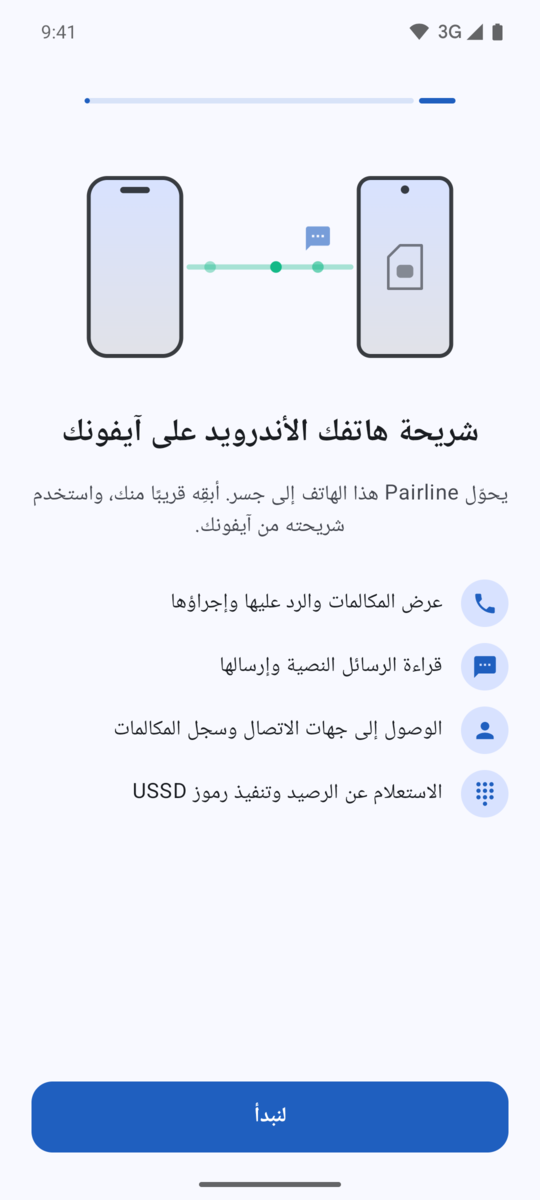 9:41
3G
شريحة هاتفك الأندرويد على آيفونك
يحوّل Pairline هذا الهاتف إلى جسر. أبقِه قريبًا منك، واستخدم
شريحته من آيفونك.
عرض المكالمات والرد عليها وإجراؤها
قراءة الرسائل النصية وإرسالها
الوصول إلى جهات الاتصال وسجل المكالمات
الاستعلام عن الرصيد وتنفيذ رموز USSD
لنبدأ